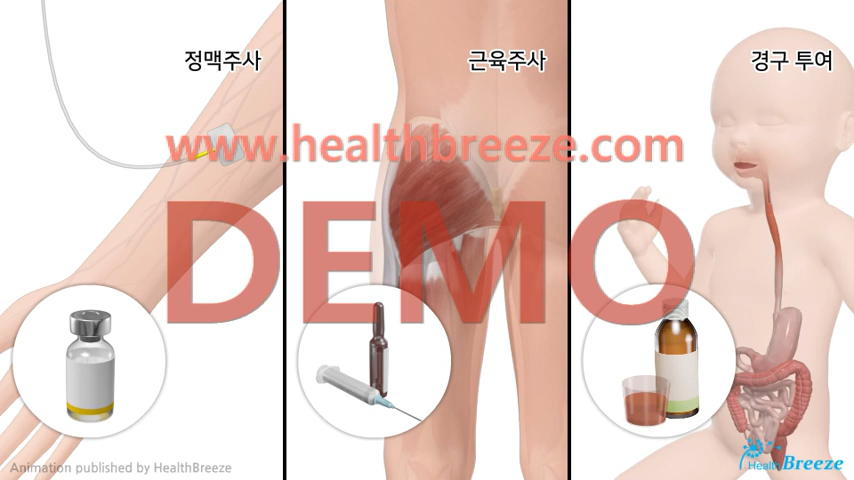 정맥주사
근육주사
경구 투여
www.healthbreeze.com
DEMO
Animation published by HealthBreeze
Health Breeze